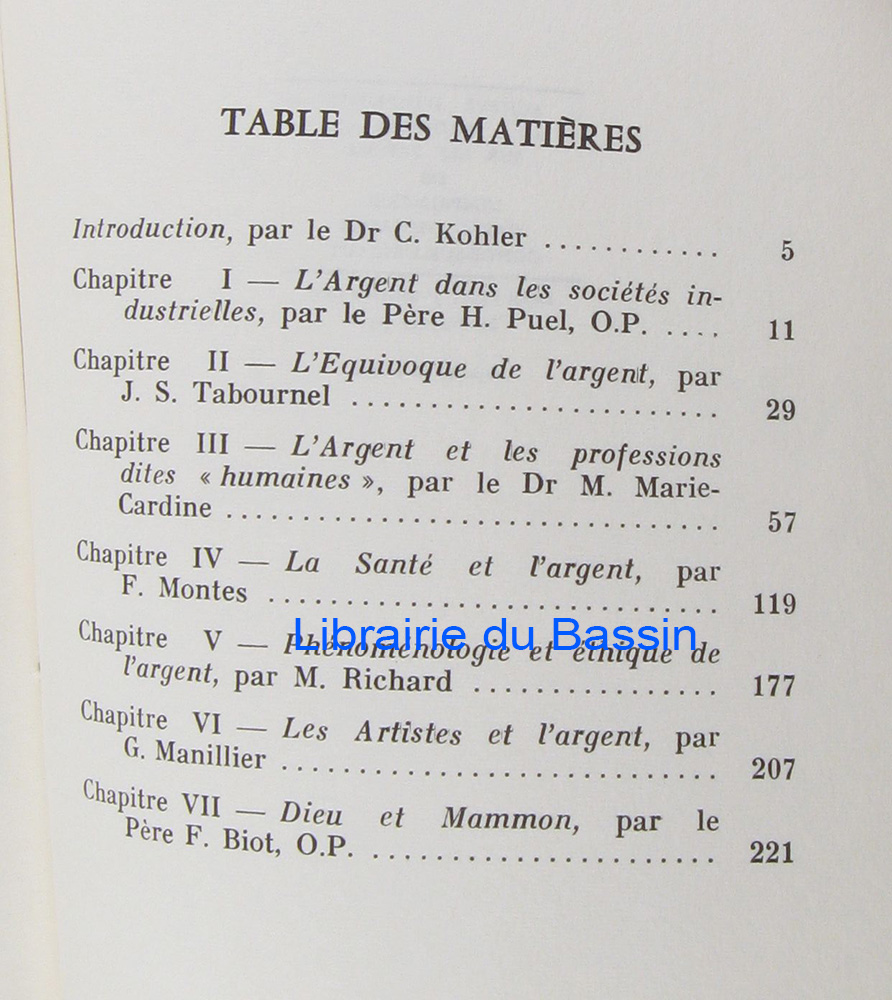 TABLE DES MATIÈRES
Introduction, par le Dr C. Kohler ............ 5
Chapitre I — L'Argent dans les sociétés in-
dustrielles, par le Père H. Puel, O.P. .... 11
Chapitre II — L'Equivoque de l'argent, par
J. S. Tabournel ........................ 29
Chapitre III — L'Argent et les professions
dites « humaines », par le Dr M. Marie-
Cardine ................................. 57
Chapitre IV — La Santé et l'argent, par
F. Montes .............................. 119
Librairie du Bassin
Chapitre V — Phénoménologie et éthique de
l'argent, par M. Richard ................ 177
Chapitre VI — Les Artistes et l'argent, par
G. Manillier ............................. 207
Chapitre VII — Dieu et Mammon, par le
Père F. Biot, O.P. ....................... 221